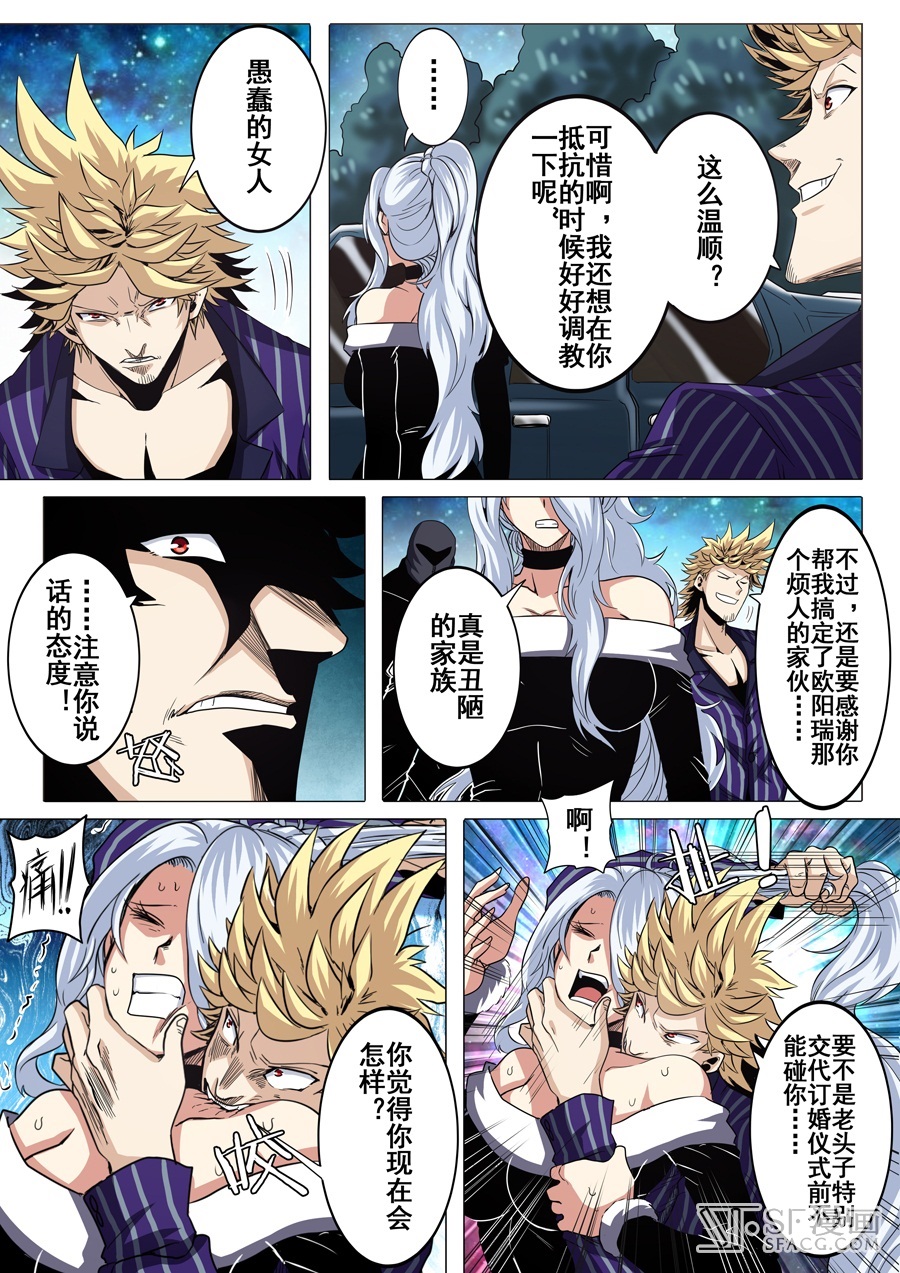 这么温顺？
可惜啊，我还想在你
抵抗的时候好好调教
一下呢，
……
愚蠢的女人
不过，还是要感谢你
帮我搞定了欧阳瑞那
个烦人的家伙……
真是丑陋
的家族
……注意你说
话的态度！
怒
啊！
扯！
要不是老头子特别
交代订婚仪式前不
能碰你……
痛!!
你觉得你现在会
怎样？
SF漫画
SFACG.COM